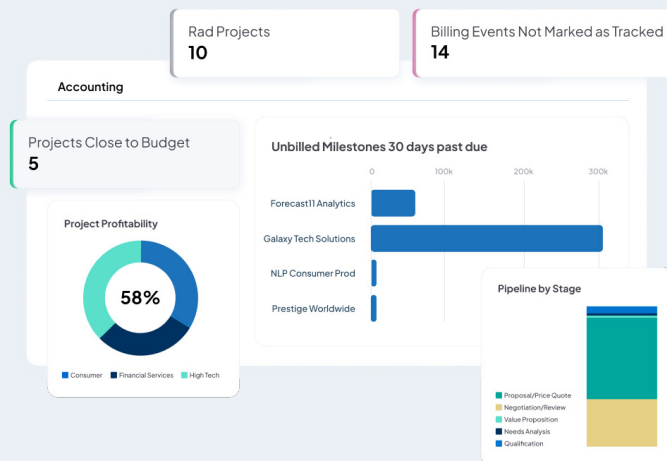 Rad Projects
10
Billing Events Not Marked as Tracked
14
Accounting
Projects Close to Budget
5
Unbilled Milestones 30 days past due
0 100k 200k 300k
Forecast11 Analytics
Galaxy Tech Solutions
NLP Consumer Prod
Prestige Worldwide
Project Profitability
58%
Consumer Financial Services High Tech
Pipeline by Stage
Proposal/Price Quote
Negotiation/Review
Value Proposition
Needs Analysis
Qualification